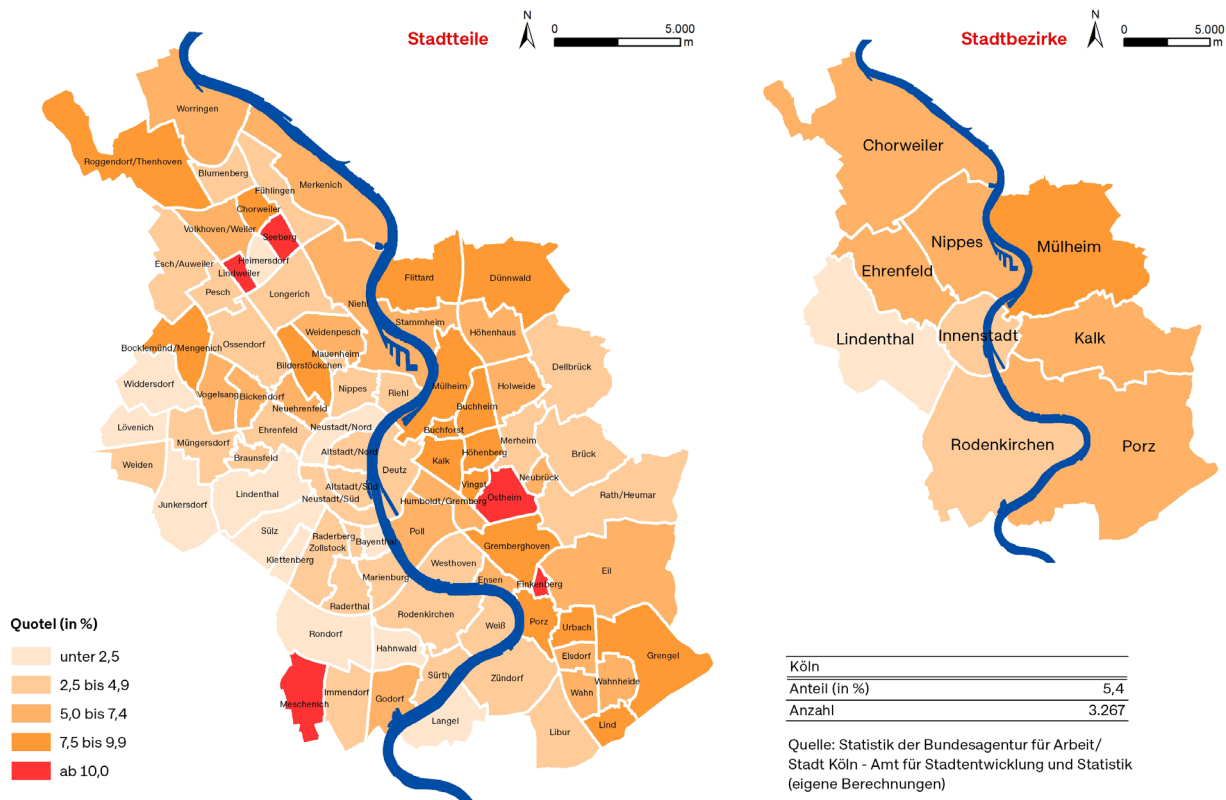 Stadtteile
N
0
5.000
m
Stadtbezirke
N
0
5.000
m
Worringen
Roggendorf/Thenhoven
Blumenberg
Fühlingen
Merkenich
Chorweiler
Volkhoven/Weiler
Seeberg
Esch/Auweiler
Heimersdorf
Lindweiler
Pesch
Longerich
Niehl
Flittard
Dünnwald
Stammheim
Höhenhaus
Weidenpesch
Mauenheim
Bocklemünd/Mengenich
Ossendorf
Bilderstöckchen
Dellbrück
Widdersdorf
Vogelsang
Bickendorf
Nippes
Riehl
Mülheim
Holweide
Neuehrenfeld
Buchheim
Lövenich
Müngersdorf
Ehrenfeld
Neustadt/Nord
Buchforst
Merheim
Weiden
Braunsfeld
Altstadt/Nord
Kalk
Höhenberg
Brück
Deutz
Neubrück
Junkersdorf
Lindenthal
Altstadt/Süd
Neustadt/Süd
Humboldt/Gremberg
Vingst
Ostheim
Rath/Heumar
Sülz
Raderberg
Zollstock
Bayenthal
Poll
Gremberghoven
Klettenberg
Marienburg
Westhoven
Ensen
Finkenberg
Eil
Raderthal
Rodenkirchen
Weiß
Porz
Urbach
Rondorf
Hahnwald
Elsdorf
Grengel
Sürth
Zündorf
Wahn
Wahnheide
Meschenich
Immendorf
Godorf
Langel
Libur
Lind
Chorweiler
Nippes
Mülheim
Ehrenfeld
Lindenthal
Innenstadt
Kalk
Rodenkirchen
Porz
Quotel (in %)
unter 2,5
2,5 bis 4,9
5,0 bis 7,4
7,5 bis 9,9
ab 10,0
Köln
Anteil (in %) 5,4
Anzahl 3.267
Quelle: Statistik der Bundesagentur für Arbeit/
Stadt Köln - Amt für Stadtentwicklung und Statistik
(eigene Berechnungen)